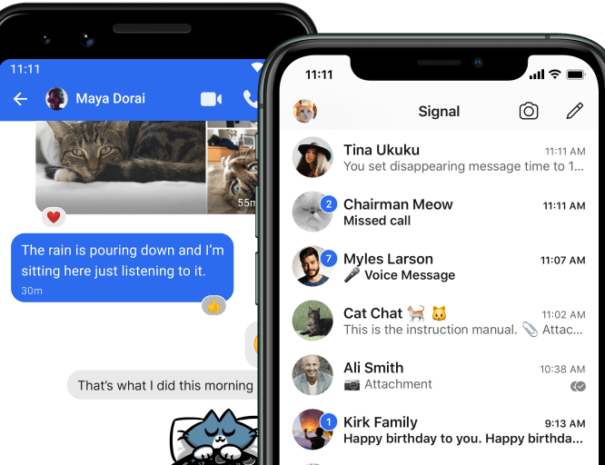 11:11
Maya Dorai
55m
The rain is pouring down and I'm
sitting here just listening to it.
30m
That's what I did this morning
11:11
Signal
Tina Ukuku
11:11 AM
You set disappearing message time to 1...
2
Chairman Meow
11:11 AM
Missed call
7
Myles Larson
11:07 AM
Voice Message
Cat Chat
11:02 AM
This is the instruction manual. Attac...
Ali Smith
10:38 AM
Attachment
1
Kirk Family
9:13 AM
Happy birthday to you. Happy birthda...